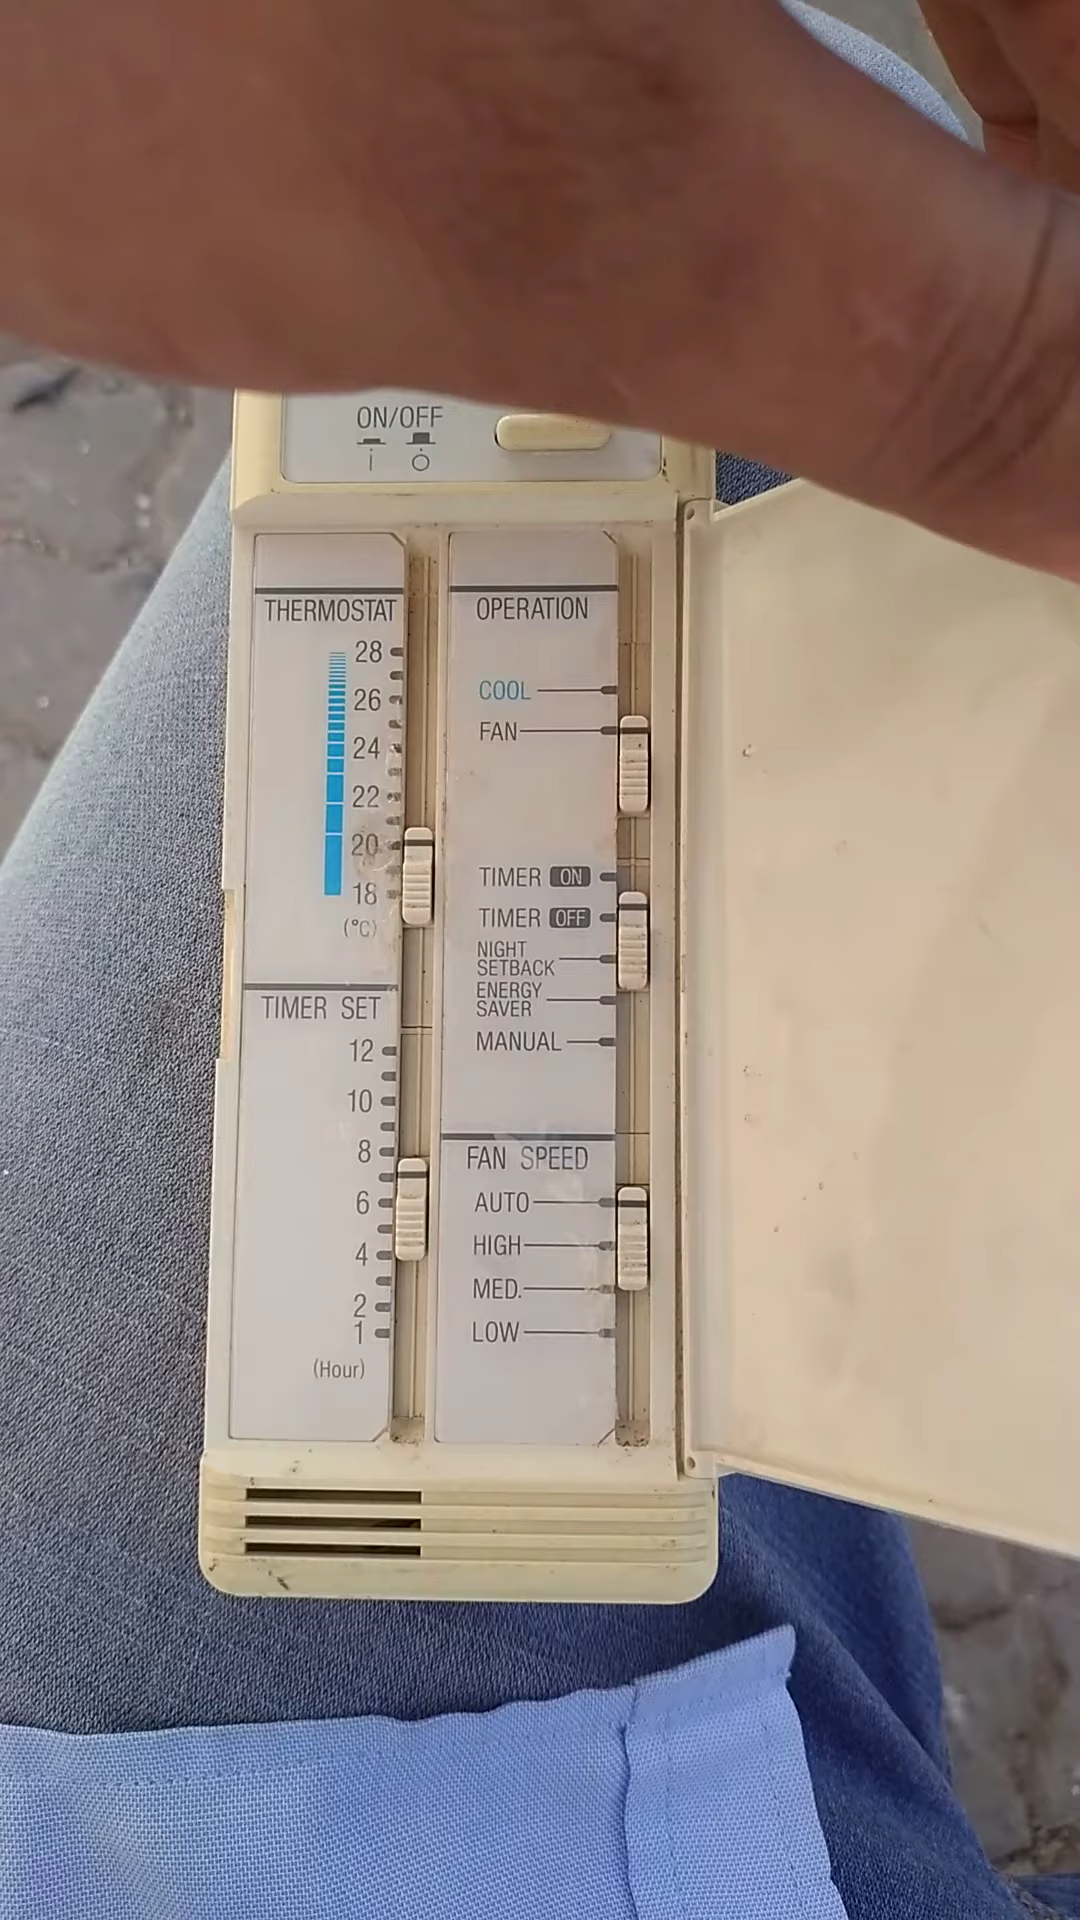 ON/OFF
I O
THERMOSTAT
28
26
24
22
20
18
(°C)
TIMER SET
12
10
8
6
4
2
1
(Hour)
OPERATION
COOL
FAN
TIMER ON
TIMER OFF
NIGHT
SETBACK
ENERGY
SAVER
MANUAL
FAN SPEED
AUTO
HIGH
MED.
LOW